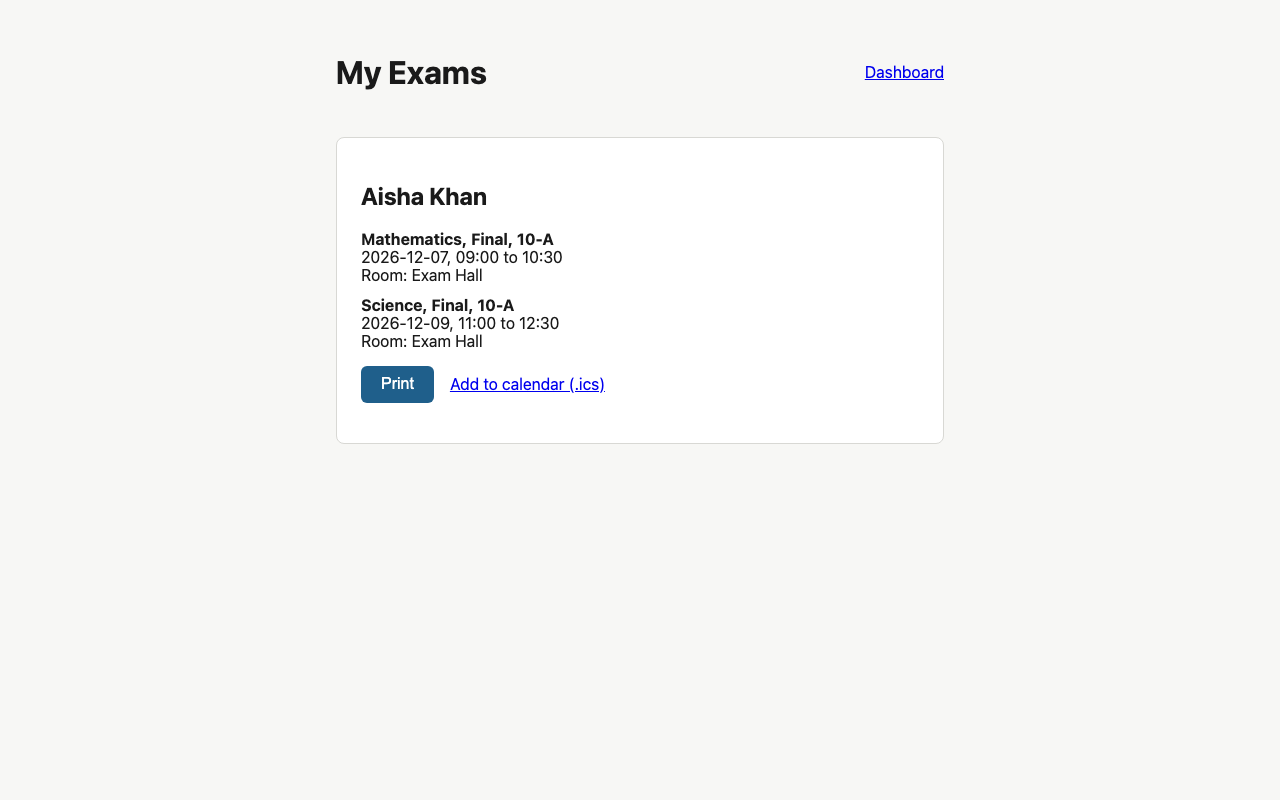 My Exams
Dashboard
Aisha Khan
Mathematics, Final, 10-A
2026-12-07, 09:00 to 10:30
Room: Exam Hall
Science, Final, 10-A
2026-12-09, 11:00 to 12:30
Room: Exam Hall
Print
Add to calendar (.ics)